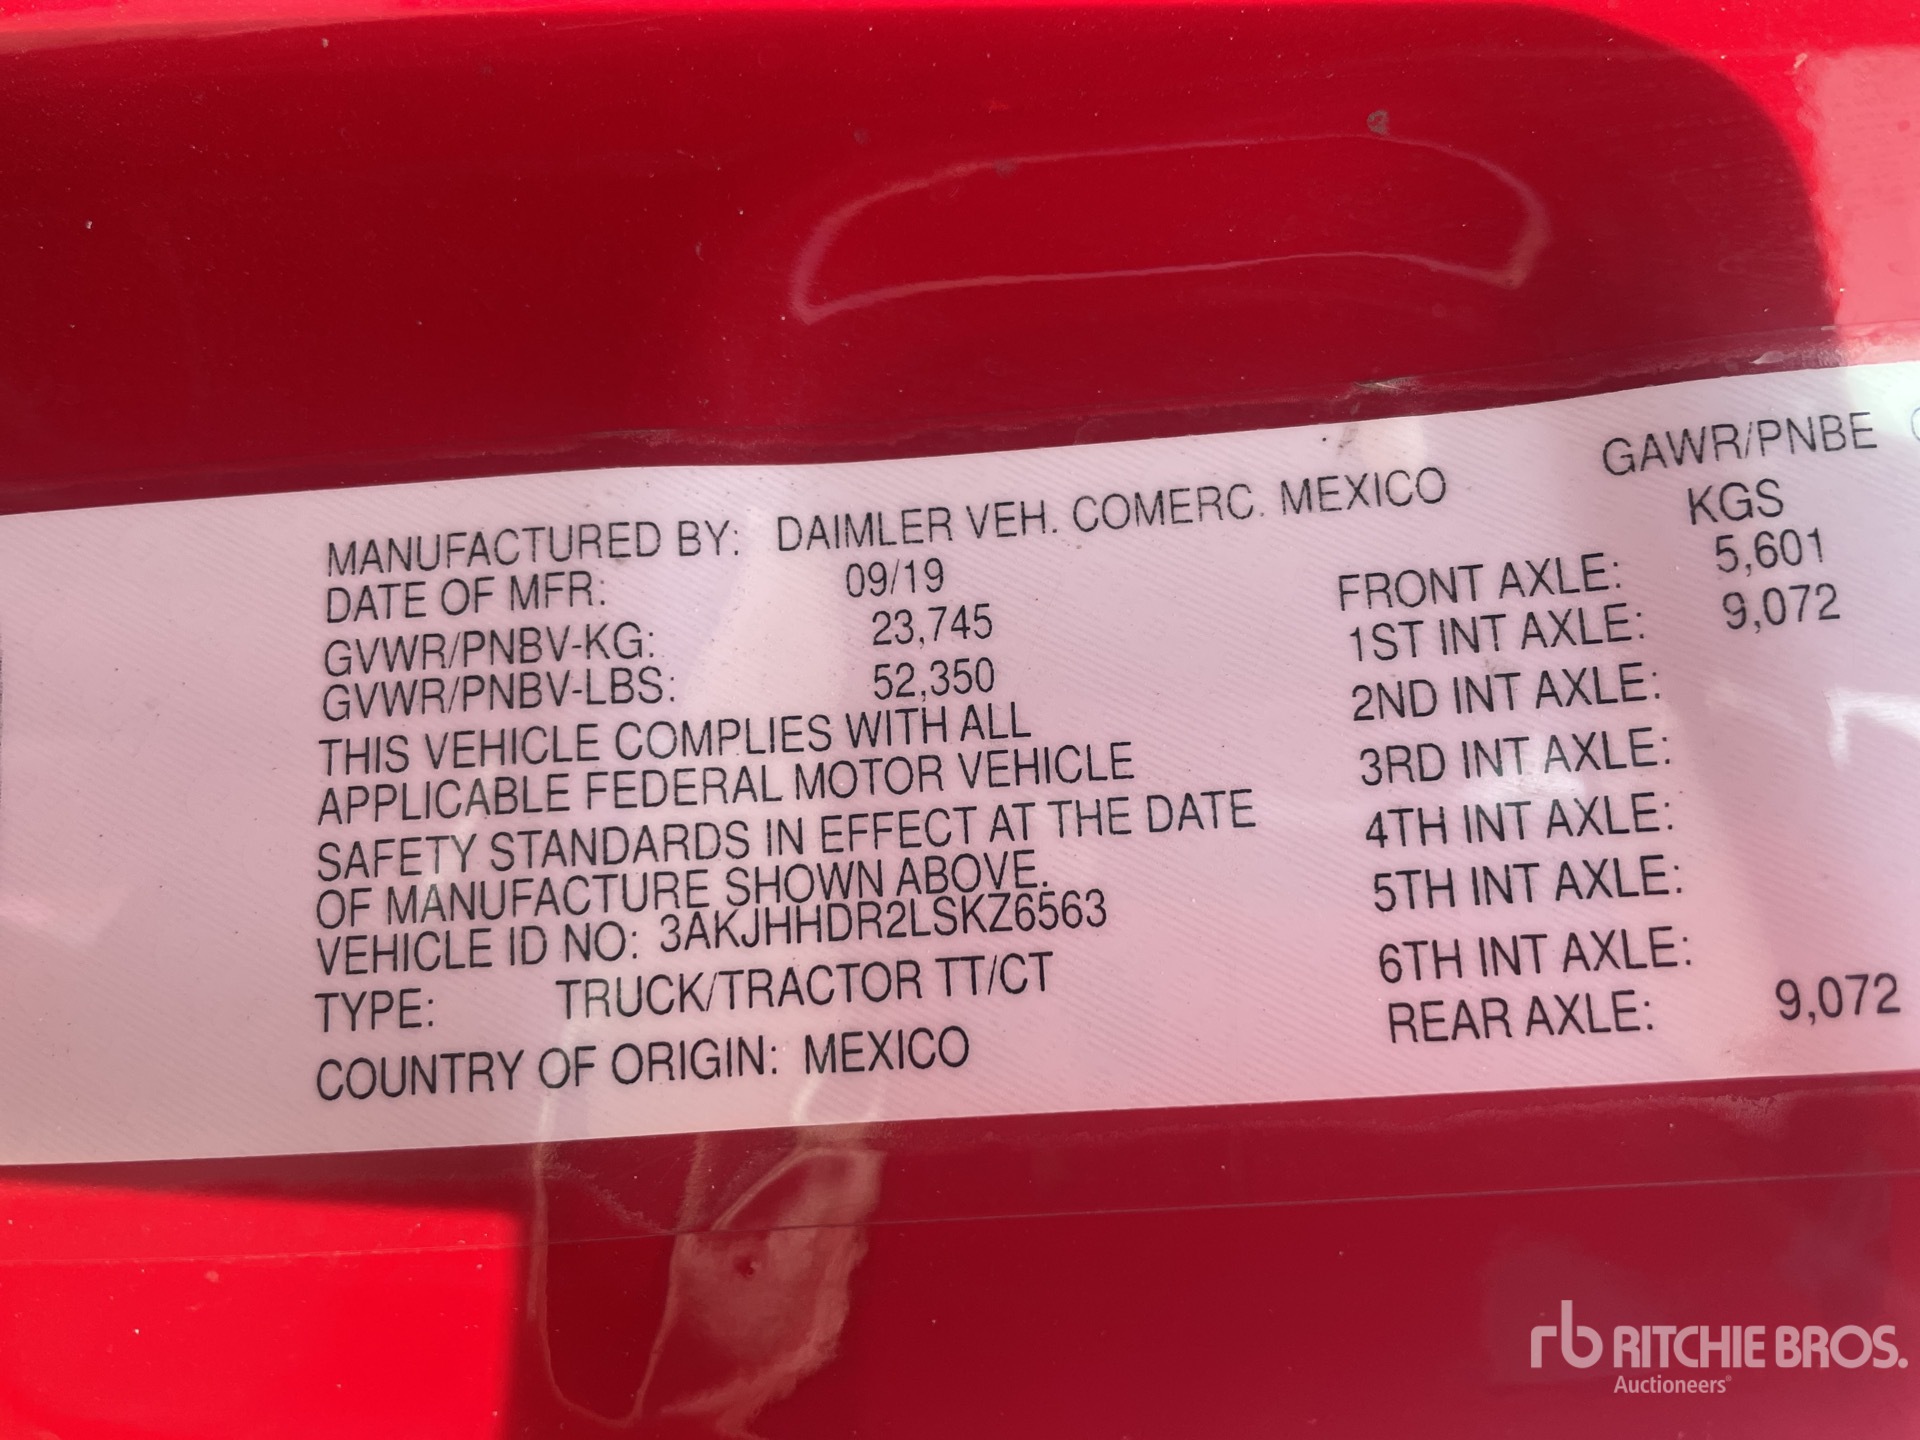 MANUFACTURED BY: DAIMLER VEH. COMERC. MEXICO
DATE OF MFR: 09/19
GVWR/PNBV-KG: 23,745
GVWR/PNBV-LBS: 52,350
THIS VEHICLE COMPLIES WITH ALL
APPLICABLE FEDERAL MOTOR VEHICLE
SAFETY STANDARDS IN EFFECT AT THE DATE
OF MANUFACTURE SHOWN ABOVE.
VEHICLE ID NO: 3AKJHHDR2LSKZ6563
TYPE: TRUCK/TRACTOR TT/CT
COUNTRY OF ORIGIN: MEXICO
GAWR/PNBE
KGS
FRONT AXLE: 5,601
1ST INT AXLE: 9,072
2ND INT AXLE:
3RD INT AXLE:
4TH INT AXLE:
5TH INT AXLE:
6TH INT AXLE:
REAR AXLE: 9,072
rb RITCHIE BROS.
Auctioneers